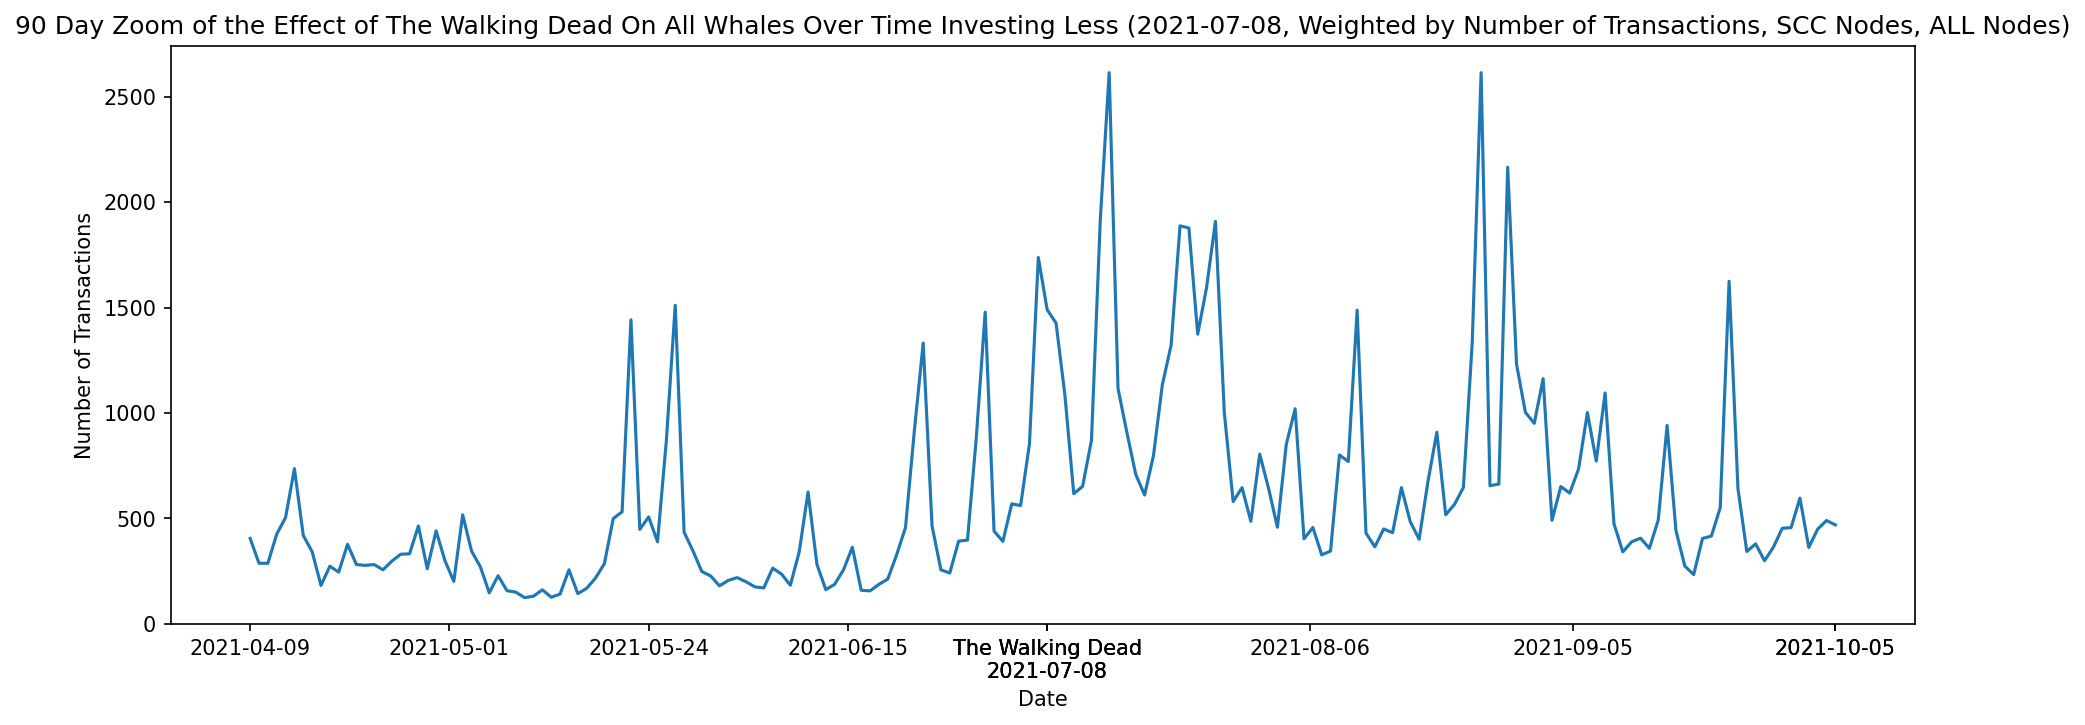 90 Day Zoom of the Effect of The Walking Dead On All Whales Over Time Investing Less (2021-07-08, Weighted by Number of Transactions, SCC Nodes, ALL Nodes)
Number of Transactions
2500
2000
1500
1000
500
0
2021-04-09 2021-05-01 2021-05-24 2021-06-15 The Walking Dead 2021-08-06 2021-09-05 2021-10-05
2021-07-08
Date